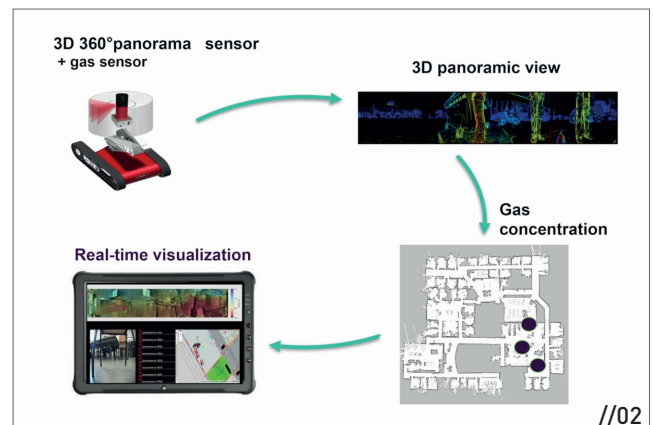 3D 360°panorama sensor
+ gas sensor
3D panoramic view
Gas
concentration
Real-time visualization
//02